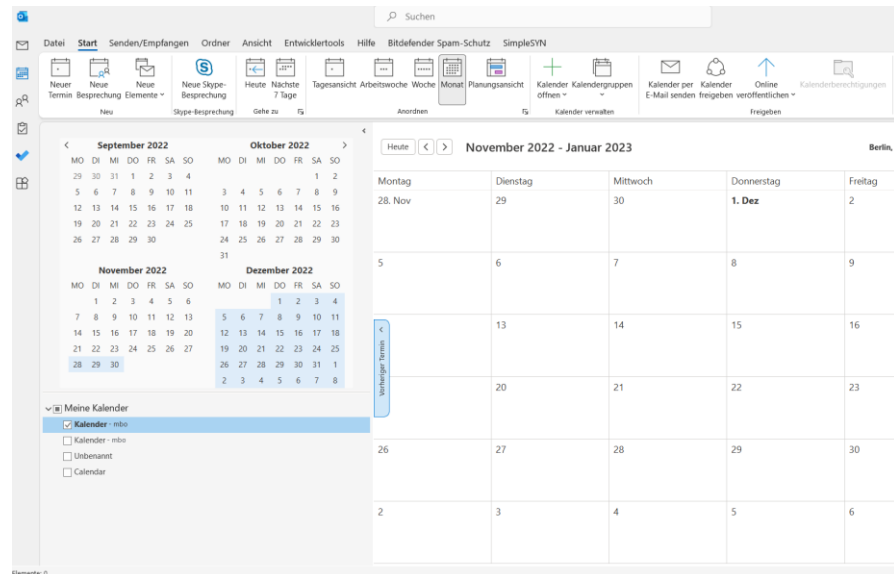 Suchen
Datei Start Senden/Empfangen Ordner Ansicht Entwicklertools Hilfe Bitdefender Spam-Schutz SimpleSYN
Neuer Neue Neue Neue Skype- Heute Nächste Tagesansicht Arbeitswoche Woche Monat Planungsansicht Kalender Kalendergruppen Kalender per Kalender Online Kalenderberechtigungen
Termin Besprechung Elemente Besprechung 7 Tage öffnen E-Mail senden freigeben veröffentlichen
Neu Skype-Besprechung Gehe zu Anordnen Kalender verwalten Freigeben
September 2022 Oktober 2022
MO DI MI DO FR SA SO MO DI MI DO FR SA SO
29 30 31 1 2 3 4 1 2
5 6 7 8 9 10 11 3 4 5 6 7 8 9
12 13 14 15 16 17 18 10 11 12 13 14 15 16
19 20 21 22 23 24 25 17 18 19 20 21 22 23
26 27 28 29 30 24 25 26 27 28 29 30
31
November 2022 Dezember 2022
MO DI MI DO FR SA SO MO DI MI DO FR SA SO
1 2 3 4 5 6 1 2 3 4
7 8 9 10 11 12 13 5 6 7 8 9 10 11
14 15 16 17 18 19 20 12 13 14 15 16 17 18
21 22 23 24 25 26 27 19 20 21 22 23 24 25
28 29 30 26 27 28 29 30 31 1
2 3 4 5 6 7 8
Meine Kalender
Kalender - mbo
Kalender - mbo
Unbenannt
Calendar
Heute November 2022 - Januar 2023 Berlin,
Montag Dienstag Mittwoch Donnerstag Freitag
28. Nov 29 30 1. Dez 2
5 6 7 8 9
13 14 15 16
Vorheriger Termin
20 21 22 23
26 27 28 29 30
2 3 4 5 6
Elemente: 0